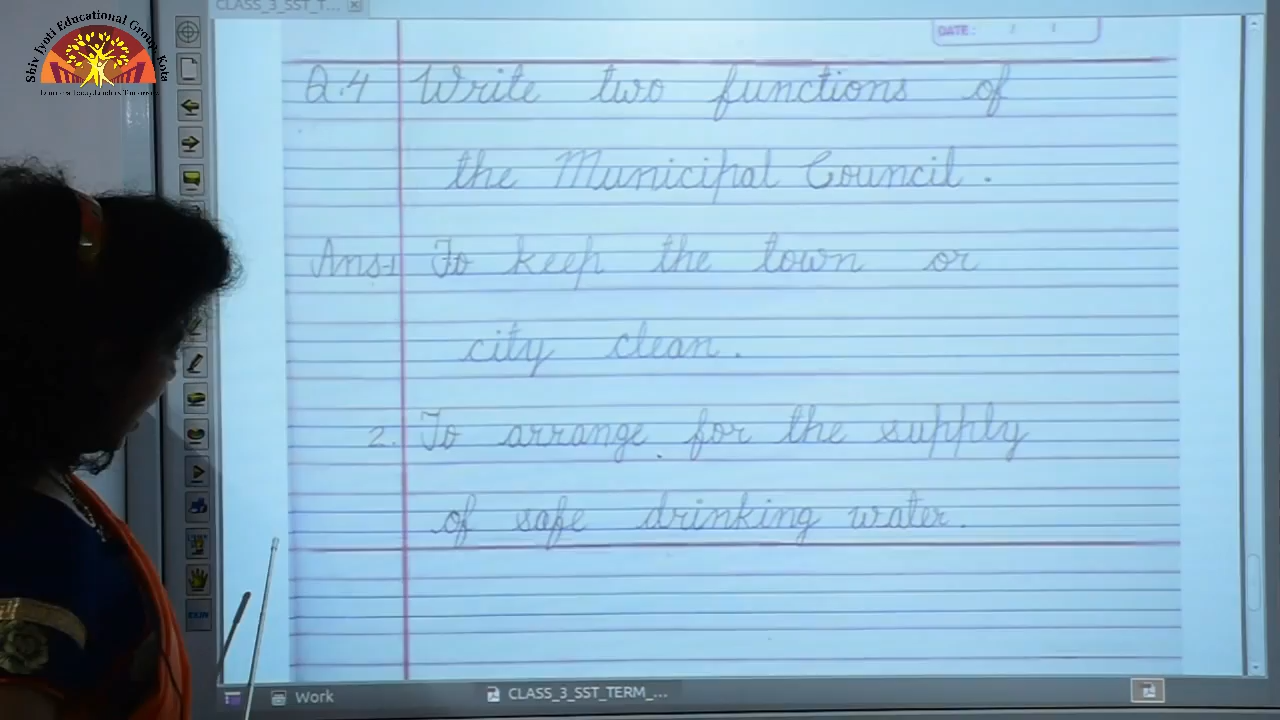 CLASS_3_SST_T...
Shiv Jyoti Educational Group, Kota
DATE: / /
Q.4 Write two functions of
the Municipal Council.
Ans-1 To keep the town or
city clean.
2. To arrange for the supply
of safe drinking water.
Work
CLASS_3_SST_TERM_...